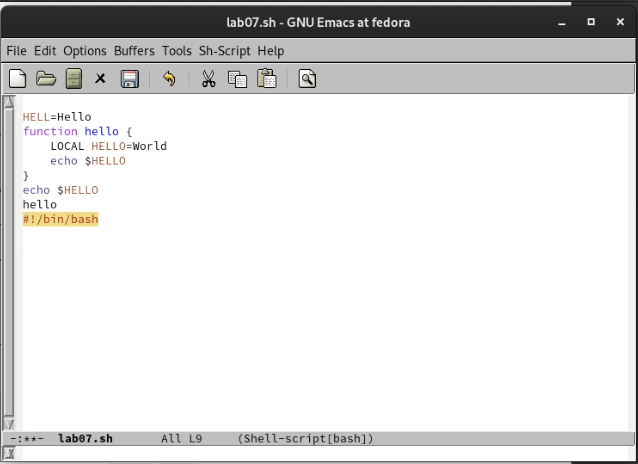 lab07.sh - GNU Emacs at fedora
File Edit Options Buffers Tools Sh-Script Help
HELL=Hello
function hello {
    LOCAL HELLO=World
    echo $HELLO
}
echo $HELLO
hello
#!/bin/bash
-:**-  lab07.sh       All L9     (Shell-script[bash])